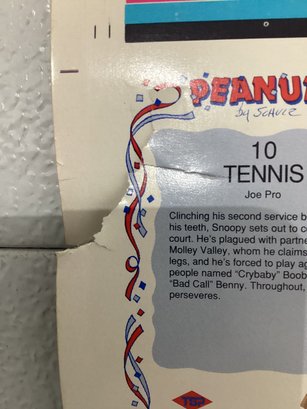 PEANU
by SCHULZ
10
TENNIS
Joe Pro
Clinching his second service b
his teeth, Snoopy sets out to c
court. He's plagued with partne
Molley Valley, whom he claims
legs, and he's forced to play ag
people named "Crybaby" Boob
"Bad Call" Benny. Throughout,
perseveres.